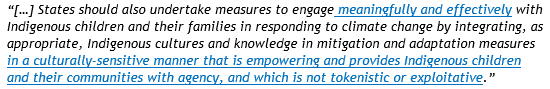 “[…] States should also undertake measures to engage meaningfully and effectively with
Indigenous children and their families in responding to climate change by integrating, as
appropriate, Indigenous cultures and knowledge in mitigation and adaptation measures
in a culturally-sensitive manner that is empowering and provides Indigenous children
and their communities with agency, and which is not tokenistic or exploitative.”